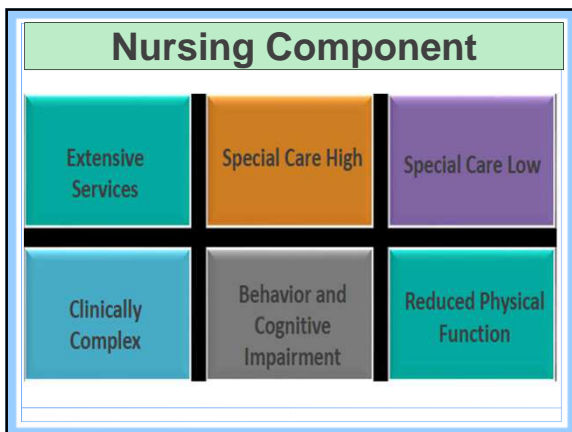 Nursing Component
Extensive
Services
Special Care High
Special Care Low
Clinically
Complex
Behavior and
Cognitive
Impairment
Reduced Physical
Function